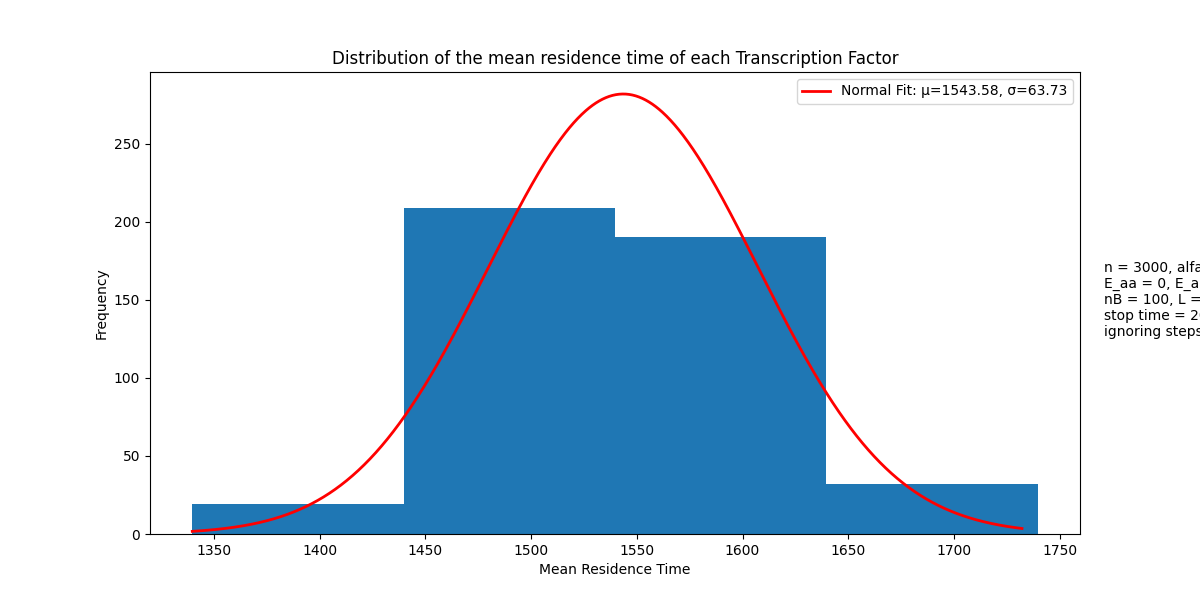 Distribution of the mean residence time of each Transcription Factor
Normal Fit: μ=1543.58, σ=63.73
250
200
150
100
50
0
Frequency
1350 1400 1450 1500 1550 1600 1650 1700 1750
Mean Residence Time
n = 3000, alfa
E_aa = 0, E_a
nB = 100, L =
stop time = 2
ignoring steps